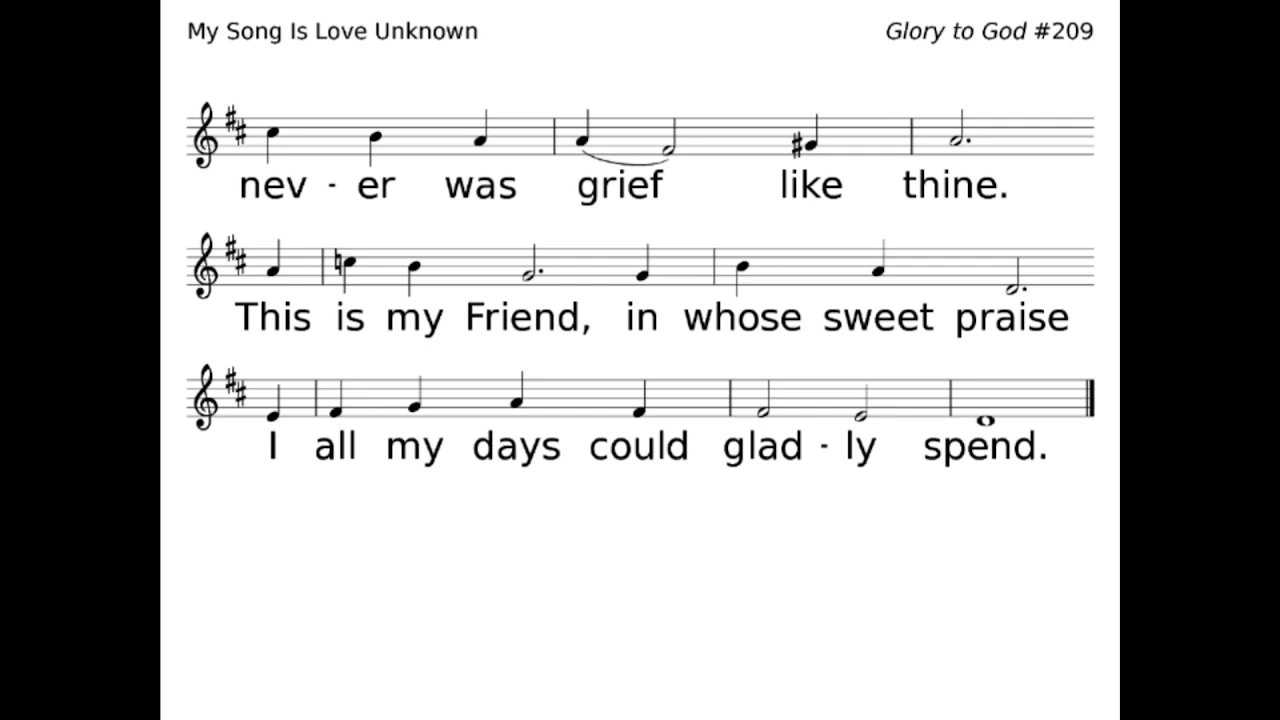 My Song Is Love Unknown Glory to God #209
nev - er was grief like thine.
This is my Friend, in whose sweet praise
I all my days could glad - ly spend.